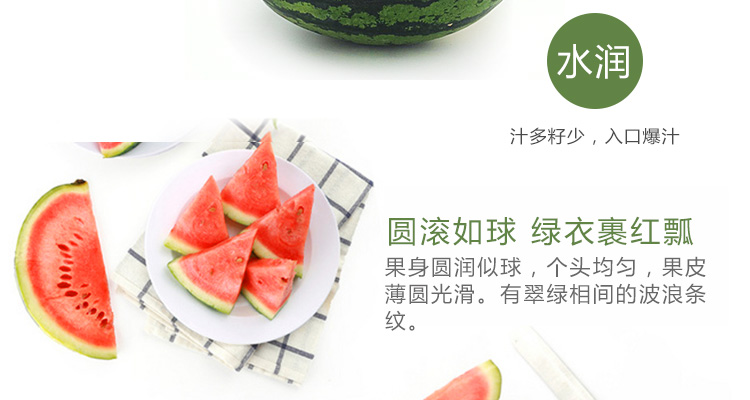 水润
汁多籽少，入口爆汁
圆滚如球 绿衣裹红瓢
果身圆润似球，个头均匀，果皮
薄圆光滑。有翠绿相间的波浪条
纹。